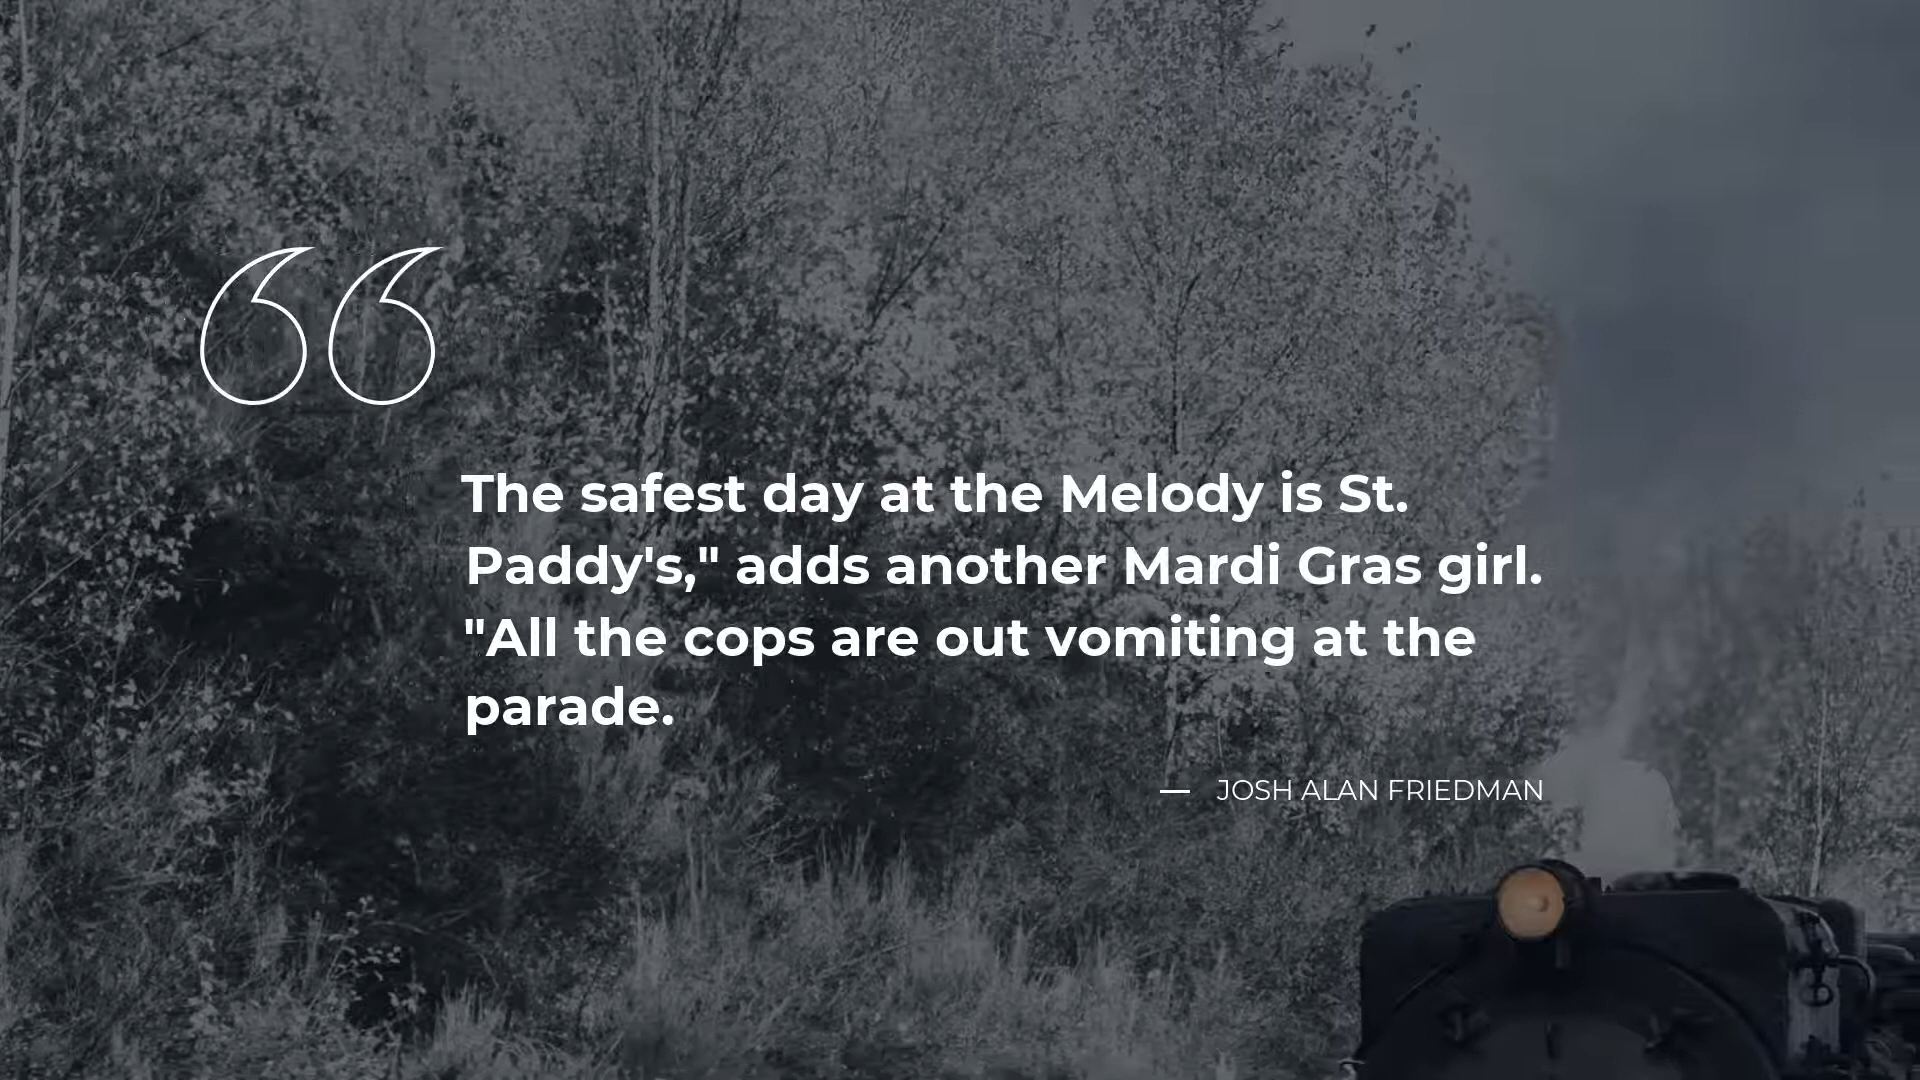 The safest day at the Melody is St.
Paddy's," adds another Mardi Gras girl.
"All the cops are out vomiting at the
parade.
— JOSH ALAN FRIEDMAN